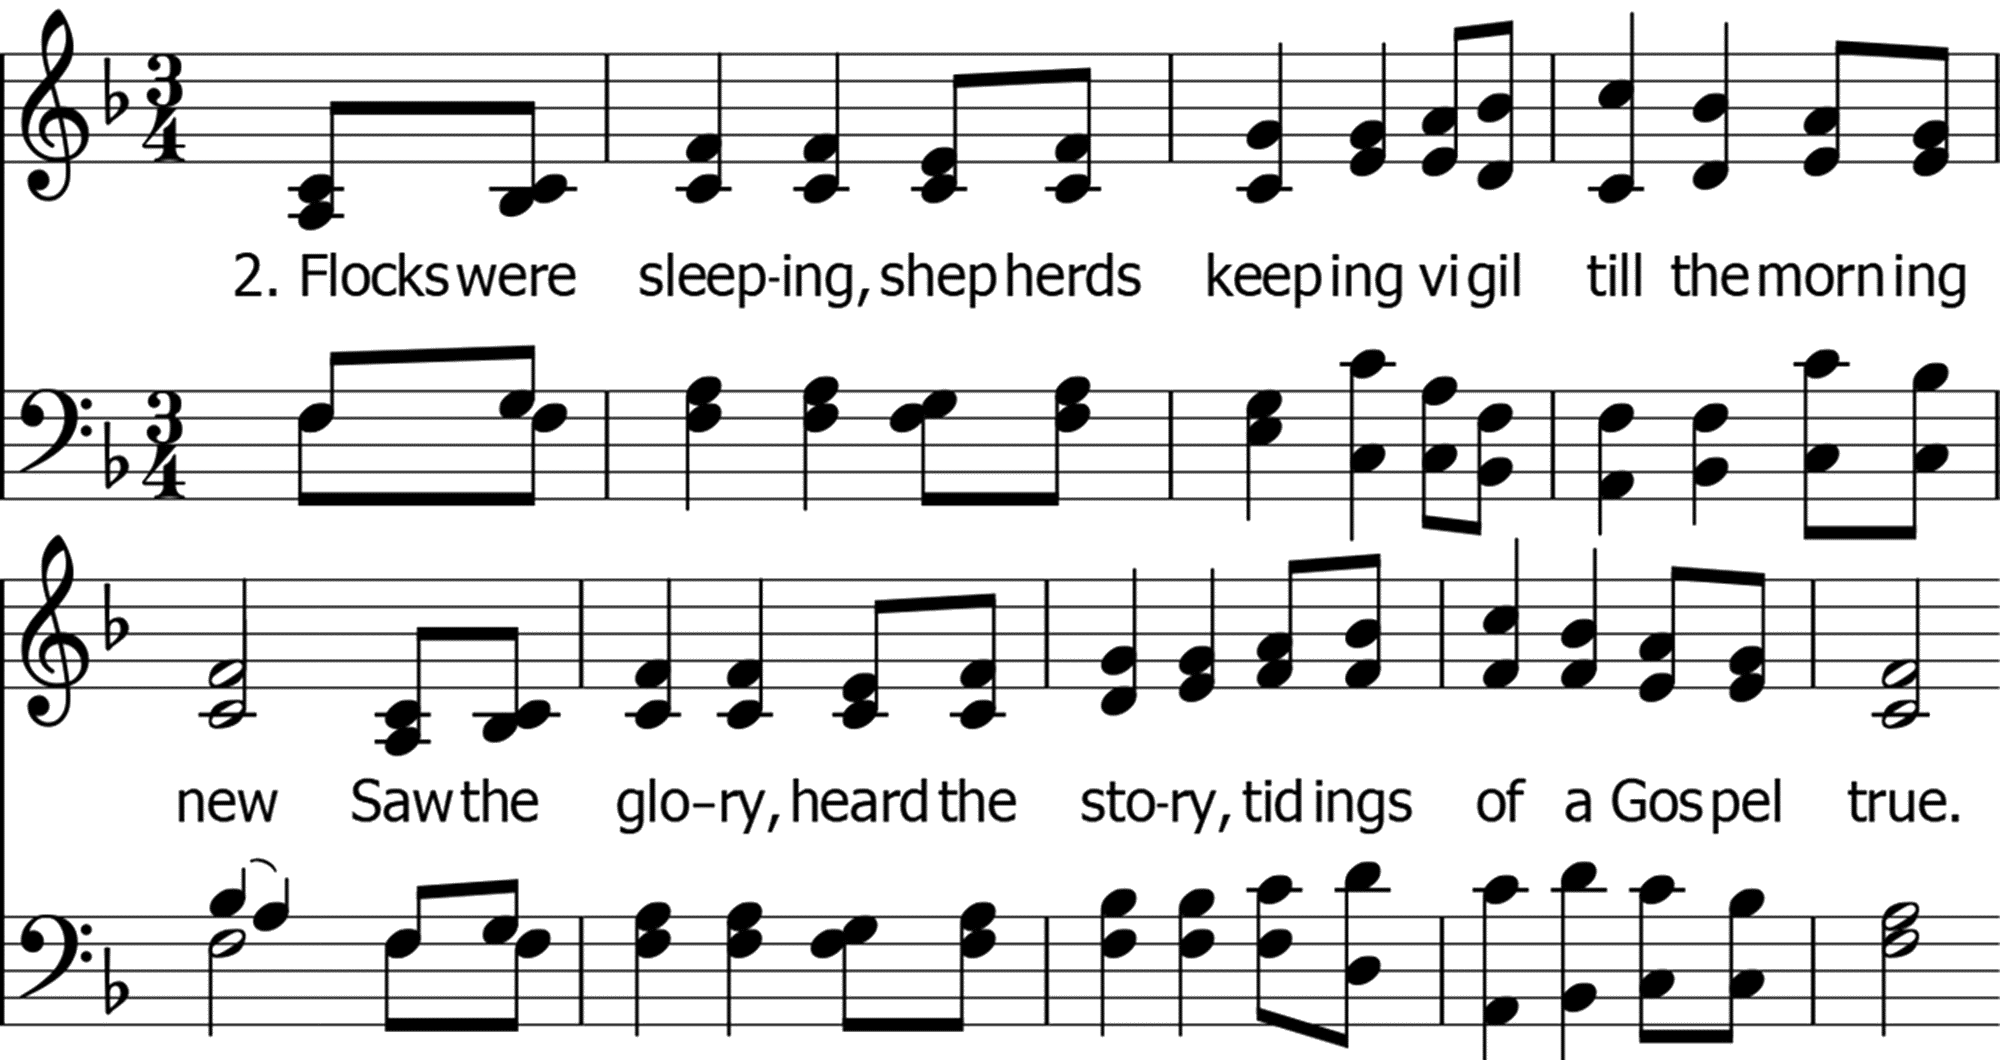 2. Flocks were sleep-ing, shep herds keep ing vi gil till the morn ing
new Saw the glo–ry, heard the sto-ry, tid ings of a Gos pel true.